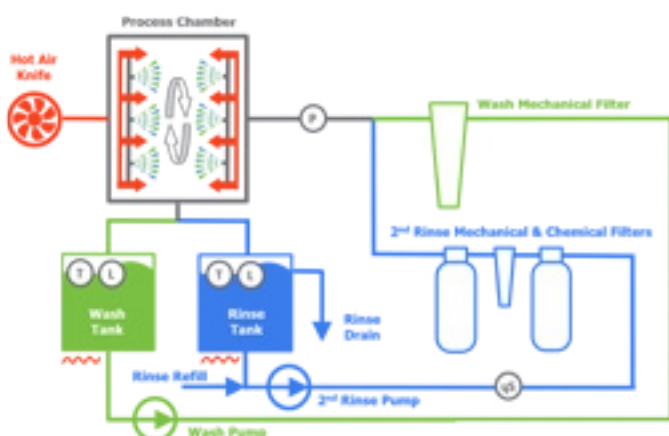 Process Chamber
Hot Air
Knife
P
Wash Mechanical Filter
2nd Rinse Mechanical & Chemical Filters
T L
T L
Wash
Tank
Rinse
Tank
Rinse
Drain
Rinse Refill
2nd Rinse Pump
µS
Wash Pump